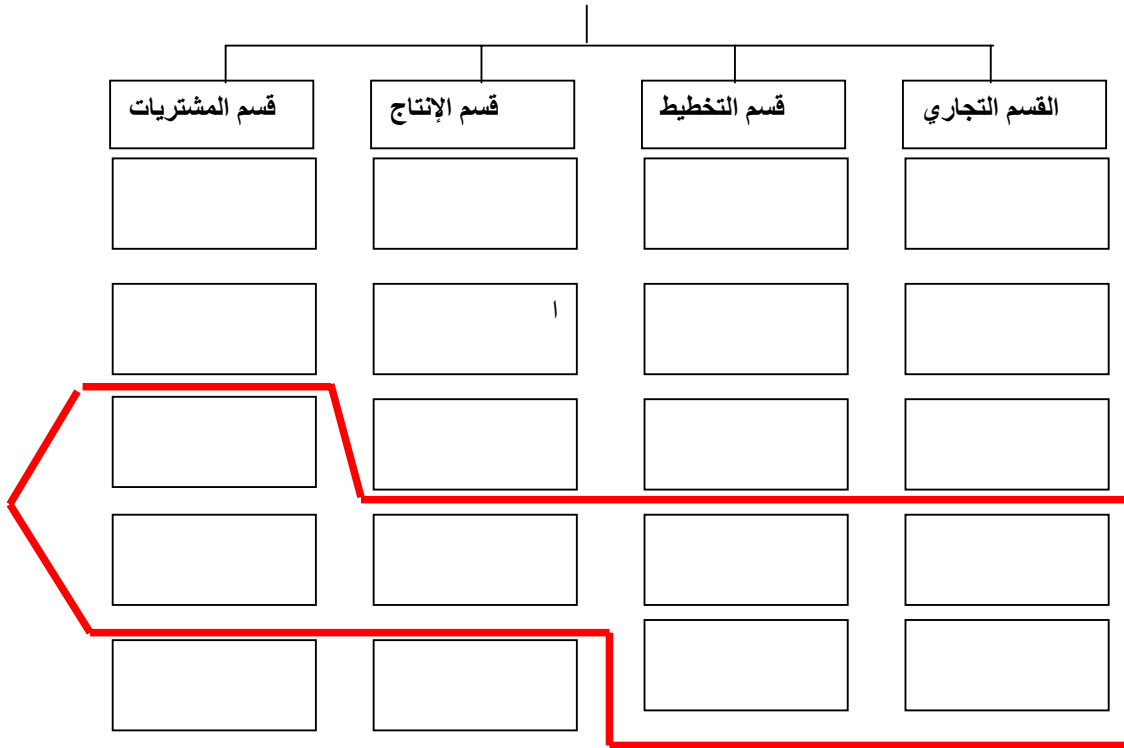 القسم التجاري
قسم التخطيط
قسم الإنتاج
قسم المشتريات
ا